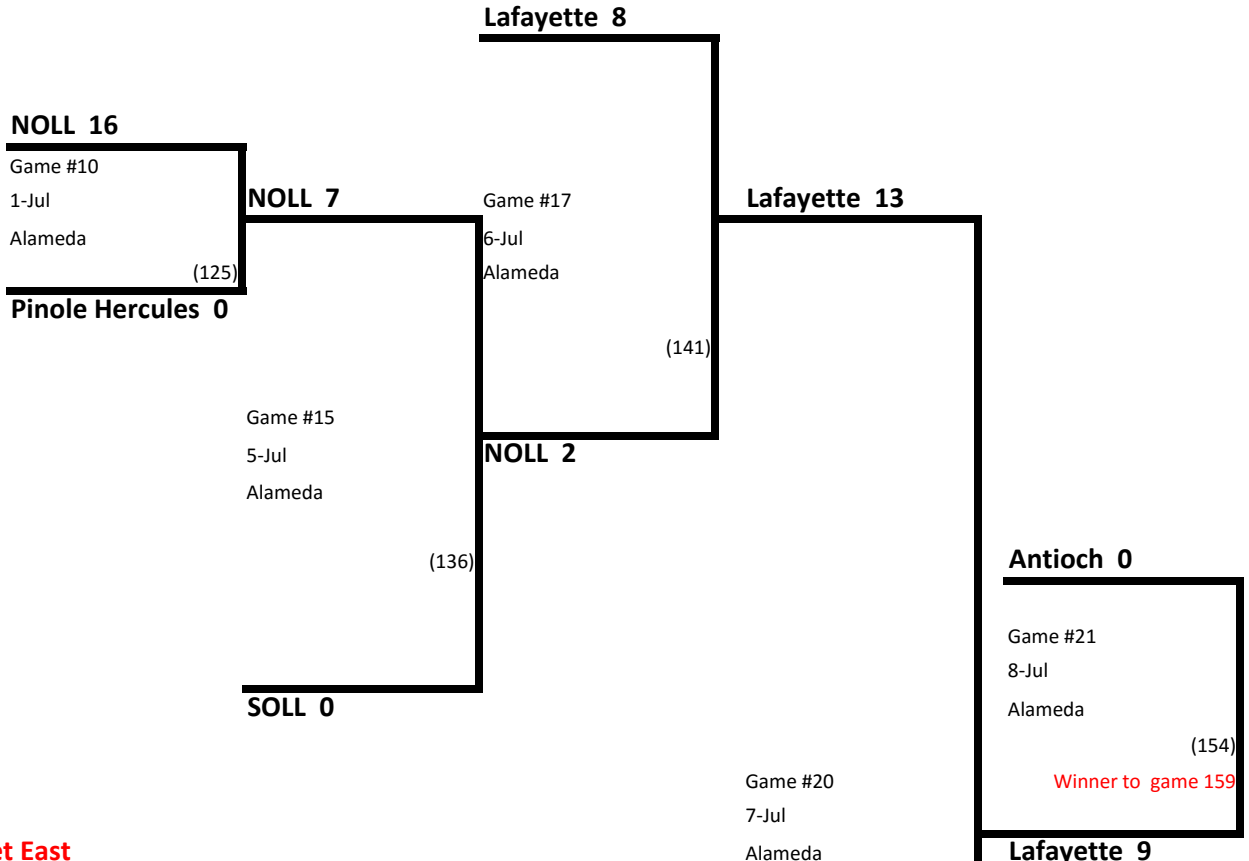 Lafayette 8
NOLL 16
Game #10
1-Jul
Alameda
(125)
Pinole Hercules 0
NOLL 7
Game #15
5-Jul
Alameda
(136)
SOLL 0
Game #17
6-Jul
Alameda
(141)
NOLL 2
Lafayette 13
Game #20
7-Jul
Alameda
Antioch 0
Game #21
8-Jul
Alameda
(154)
Winner to game 159
Lafayette 9
et East